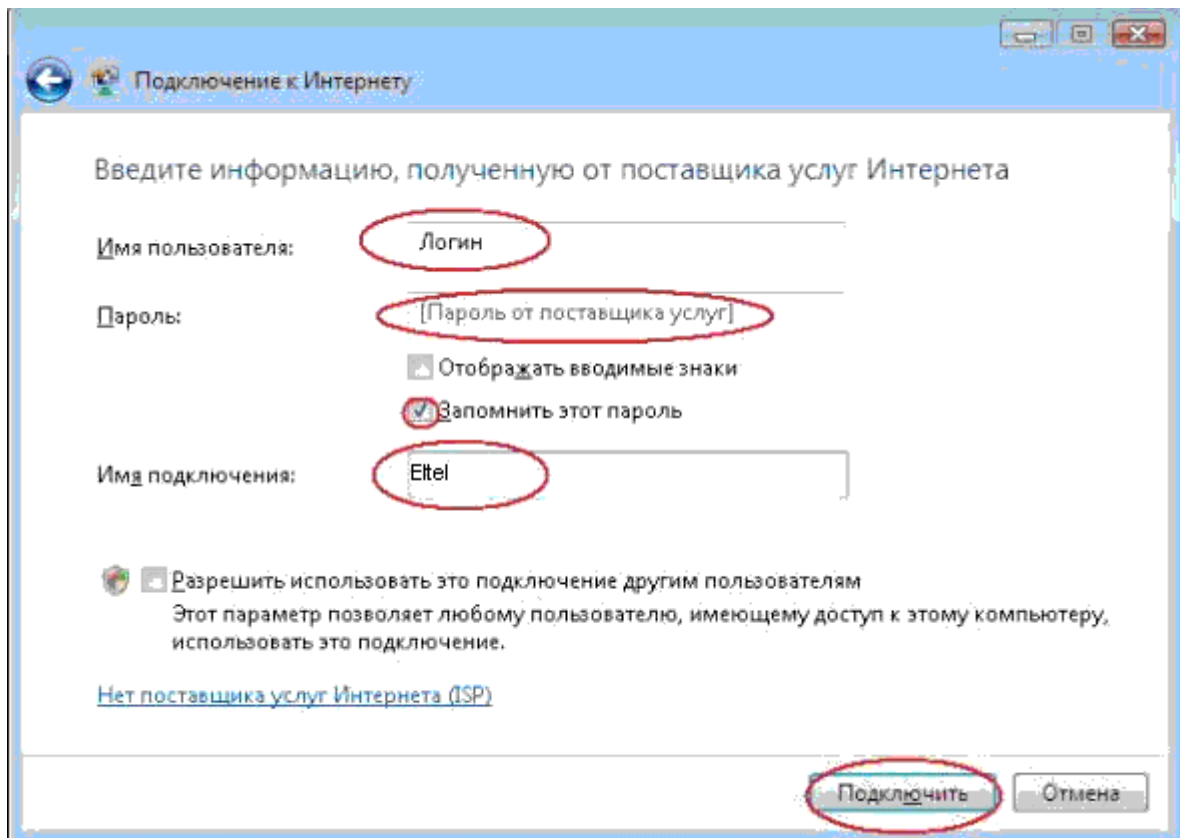 Подключение к Интернету
Введите информацию, полученную от поставщика услуг Интернета
Имя пользователя:
Логин
Пароль:
[Пароль от поставщика услуг]
Отображать вводимые знаки
Запомнить этот пароль
Имя подключения:
Eltel
Разрешить использовать это подключение другим пользователям
Этот параметр позволяет любому пользователю, имеющему доступ к этому компьютеру,
использовать это подключение.
Нет поставщика услуг Интернета (ISP)
Подключить
Отмена